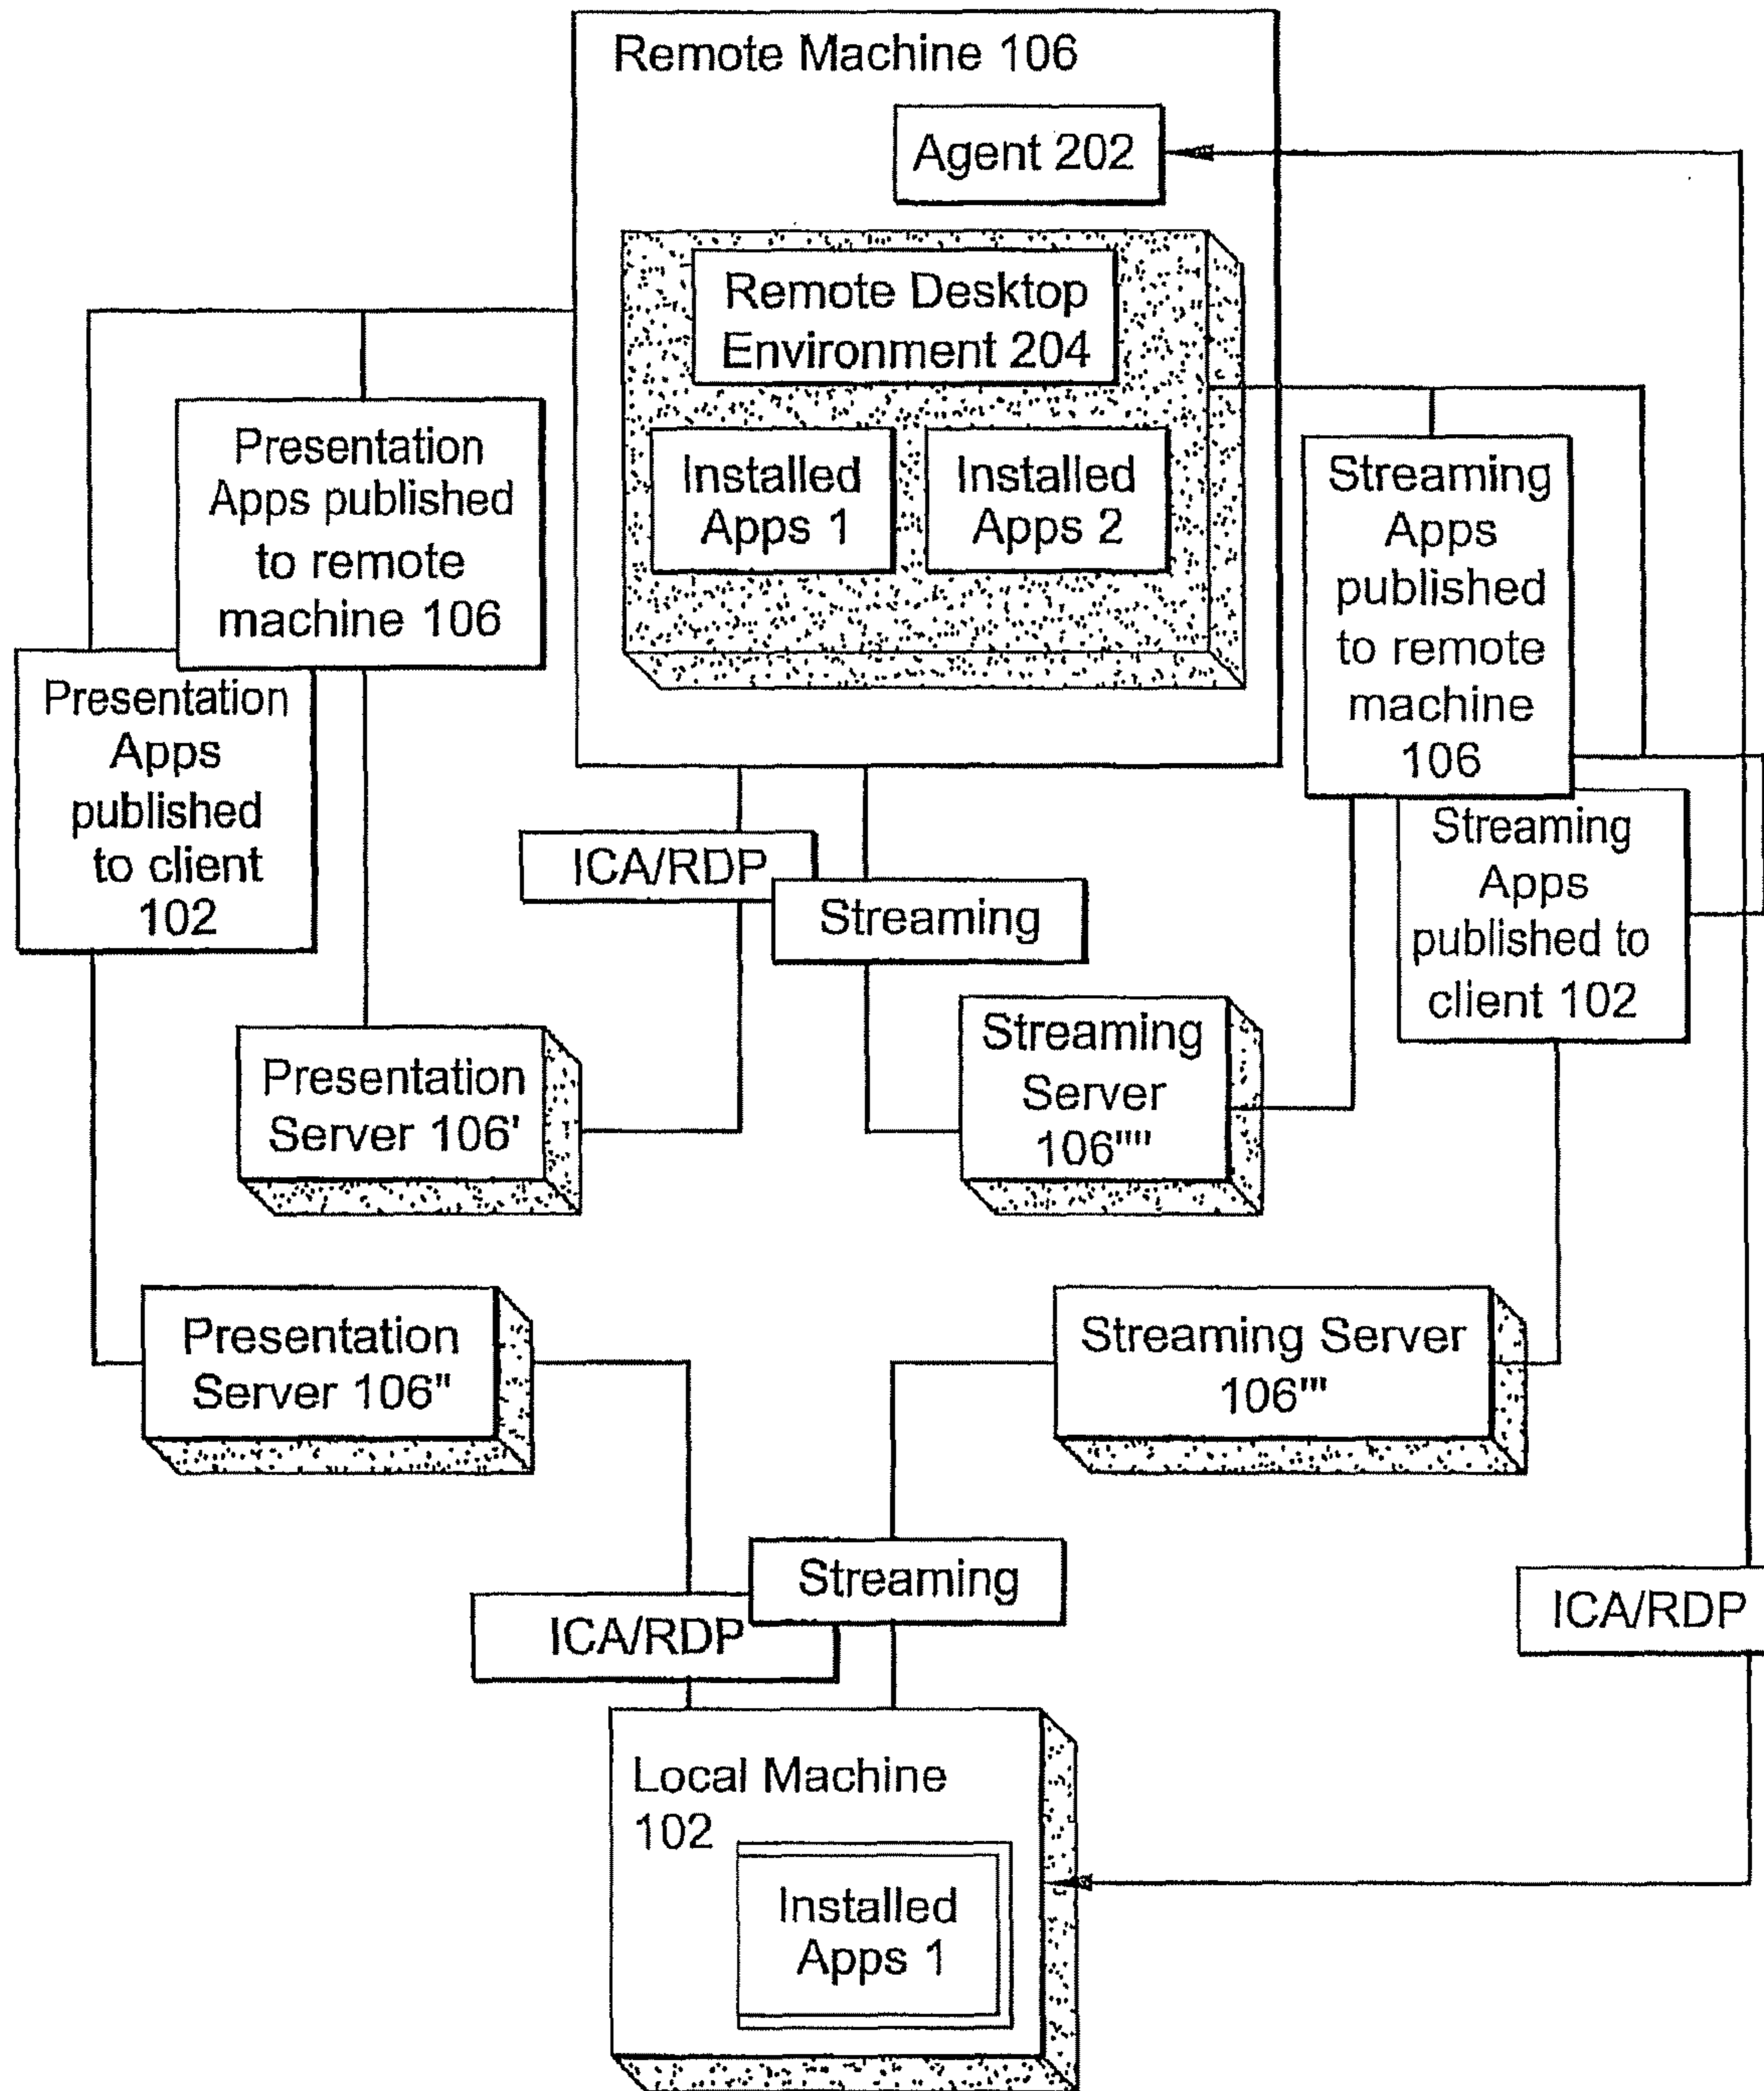 Remote Machine 106
Agent 202
Remote Desktop
Environment 204
Installed
Apps 1
Installed
Apps 2
Presentation
Apps published
to remote
machine 106
Presentation
Apps
published
to client
102
Streaming
Apps
published
to remote
machine
106
Streaming
Apps
published to
client 102
ICA/RDP
Streaming
Presentation
Server 106'
Streaming
Server
106""
Presentation
Server 106"
Streaming Server
106'"
Streaming
ICA/RDP
ICA/RDP
Local Machine
102
Installed
Apps 1